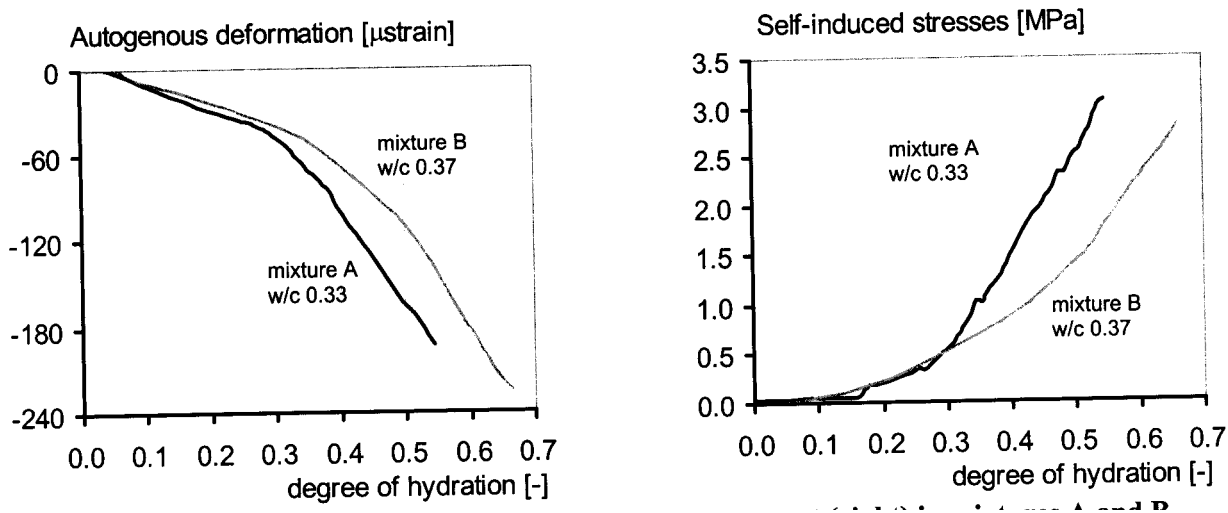 Autogenous deformation [µstrain]
0
-60
-120
-180
-240
mixture B
w/c 0.37
mixture A
w/c 0.33
0.0 0.1 0.2 0.3 0.4 0.5 0.6 0.7
degree of hydration [-]
Self-induced stresses [MPa]
3.5
3.0
2.5
2.0
1.5
1.0
0.5
0.0
mixture A
w/c 0.33
mixture B
w/c 0.37
0.0 0.1 0.2 0.3 0.4 0.5 0.6 0.7
degree of hydration [-]
(right) in mixtures A and B